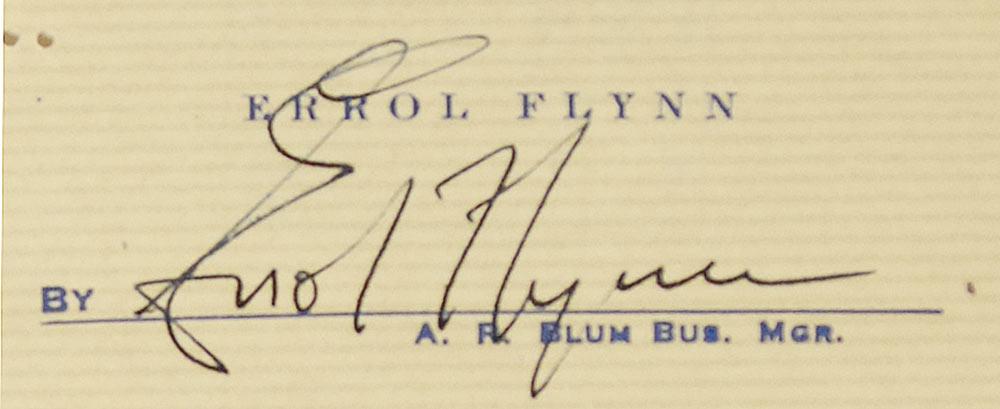 ERROL FLYNN
Errol Flynn
BY
A. R. BLUM BUS. MGR.